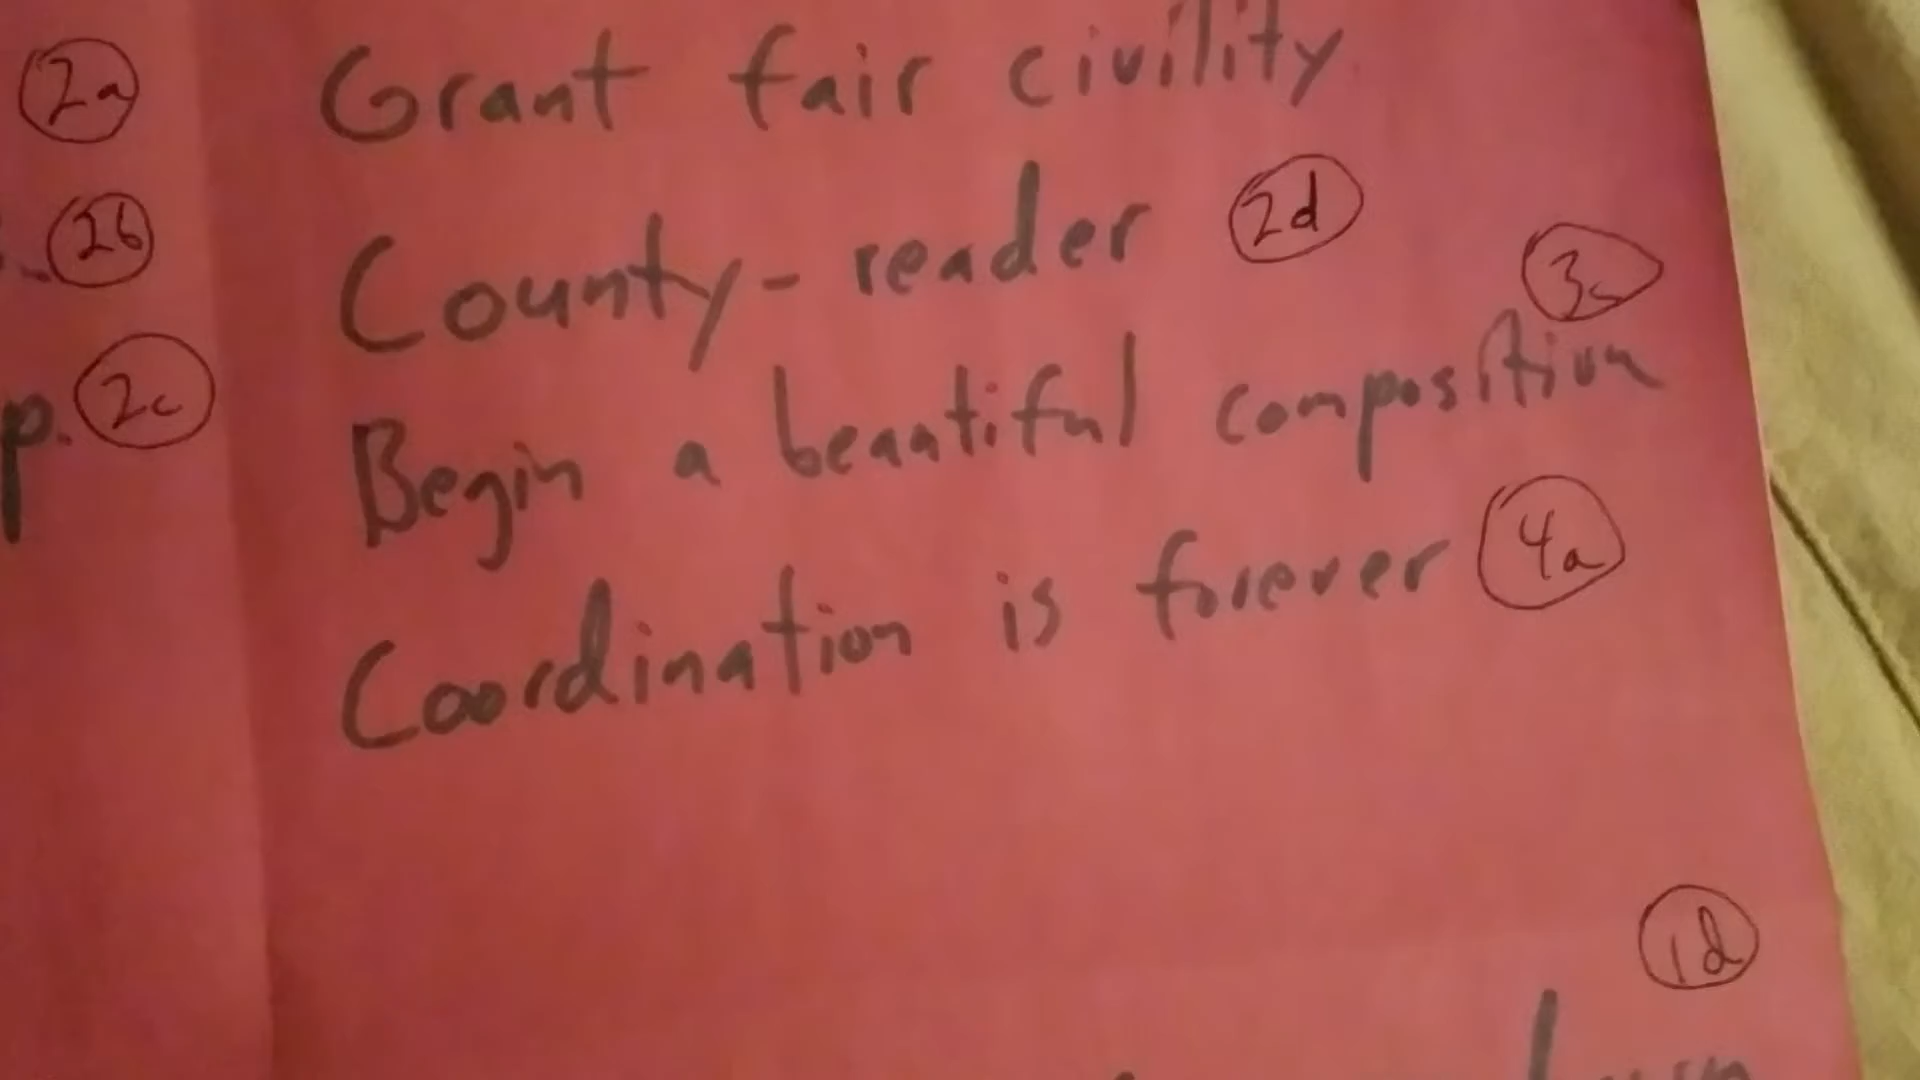 2a Grant fair civility
2b County-reader 2d
3c
p. 2c Begin a beautiful composition
Coordination is forever 4a
1d